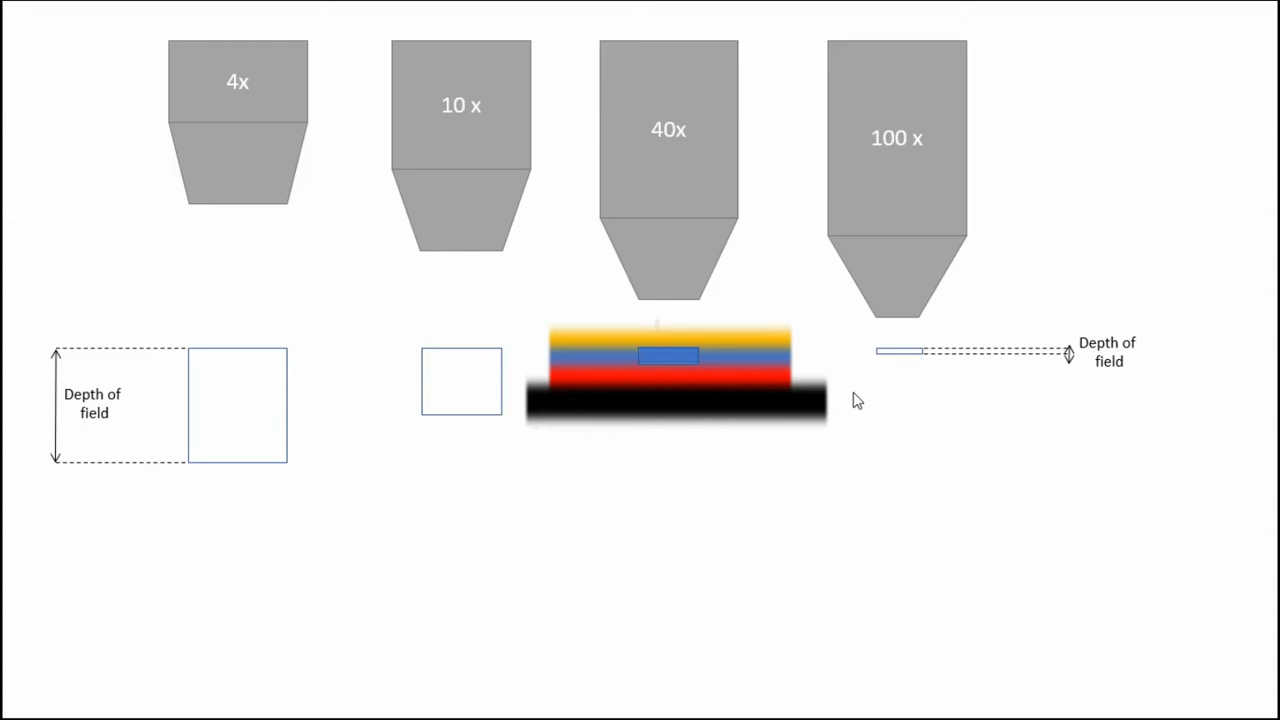 4x
10 x
40x
100 x
Depth of
field
Depth of
field